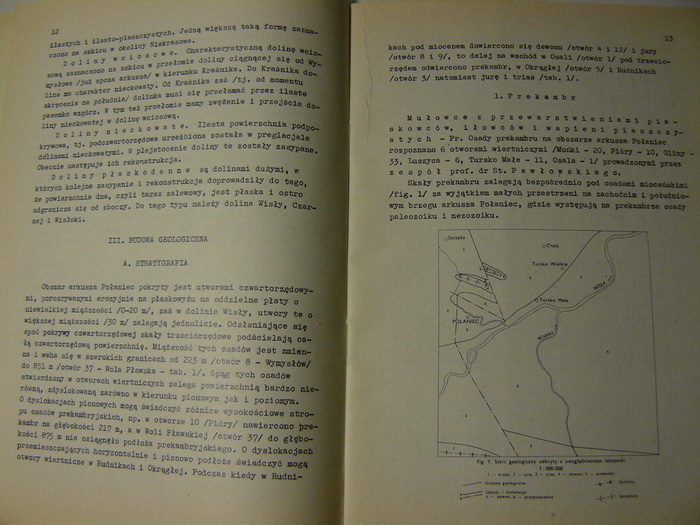 12
ilastych i ilasto-piaszczystych. Jedną większą taką formę zazna-
czono na szkicu w okolicy Niekrasowa.
Doliny wciosowe. Charakterystyczną dolinę wcio-
sową zaznaczono na szkicu w przełomie doliny ciągnącej się od Wy-
mysłowa /już spoza arkusza/ w kierunku Kraśnika. Do Kraśnika do-
lina ma charakter nieckowaty. Od Kraśnika zaś /tj. od momentu
skręcenia na południe/ dolinka musi się przełamać przez ilaste
pasemko wzgórz. W tym też przełomie mamy zwężenie i przejście do-
liny nieckowatej w dolinę wciosową.
Doliny nieckowate. Ilasta powierzchnia podpo-
krywowa, tj. podczwartorzędowa urzeźbiona została w preglacjale
dolinami nieckowatymi. W plejstocenie doliny te zostały zasypane.
Obecnie następuje ich rekonstrukcja.
Doliny płaskodenne są dolinami dużymi, w
których kolejne zasypanie i rekonstrukcja doprowadziły do tego,
że powierzchnia dna, czyli taras zalewowy, jest płaska i ostro
odgranicza się od zboczy. Do tego typu należy dolina Wisły, Czar-
nej i Wisłoki.
III. BUDOWA GEOLOGICZNA
A. STRATYGRAFIA
Obszar arkusza Połaniec pokryty jest utworami czwartorzędowy-
mi, porozrywanymi erozyjnie na płaskowyżu na oddzielne płaty o
niewielkiej miąższości /0-20 m/, zaś w dolinie Wisły, utwory te o
większej miąższości /30 m/ zalegają jednolicie. Odsłaniające się
spod pokrywy czwartorzędowej skały trzeciorzędowe podścielają ca-
łą czwartorzędową powierzchnię. Miąższość tych osadów jest zmien-
na i waha się w szerokich granicach od 223 m /otwór 8 - Wymysłów/
do 851 m /otwór 37 - Wola Pławska - tab. 1/. Spąg tych osadów
stwierdzony w otworach wiertniczych zalega powierzchnią bardzo nie-
równą, zdyslokowaną zarówno w kierunku pionowym jak i poziomym.
O dyslokacjach pionowych mogą świadczyć różnice wysokościowe stro-
pu osadów prekambryjskich, np. w otworze 10 /Pióry/ nawiercono pre-
kambr na głębokości 217 m, a w Woli Pławskiej /otwór 37/ do głębo-
kości 875 m nie osiągnięto podłoża prekambryjskiego. O dyslokacjach
przemieszczających horyzontalnie i pionowo podłoże świadczyć mogą
otwory wiertnicze w Rudnikach i Okrągłej. Podczas kiedy w Rudni-
13
kach pod miocenem dowiercono się dewonu /otwór 4 i 12/ i jury
/otwór 8 i 9/, to dalej na wschód w Osali /otwór 1/ pod trzecio-
rzędem odwiercono prekambr, w Okrągłej /otwór 5/ i Rudnikach
/otwór 3/ natomiast jurę i trias /tab. 1/.
1. Prekambr
Mułowce z przewarstwieniami pia-
skowców, iłowców i wapieni piaszczy-
stych - Pr. Osady prekambru na obszarze arkusza Połaniec
rozpoznano 6 otworami wiertniczymi /Mońki - 20, Pióry - 10, Gliny -
33, Luszyca - 6, Tursko Małe - 11, Osala - 1/ prowadzonymi przez
zespół prof. dr St. Pawłowskiego.
Skały prekambru zalegają bezpośrednio pod osadami mioceńskimi
/fig. 1/ za wyjątkiem małych przestrzeni na zachodnim i południo-
wym brzegu arkusza Połaniec, gdzie występują na prekambrze osady
paleozoiku i mezozoiku.
Szczeka
Osala
Tursko Wielkie
WISŁA
Tursko Małe
POŁANIEC
WISŁOKA
Fig. 1. Szkic geologiczny odkryty z uwzględnieniem tektoniki
1:200 000
Granice geologiczne